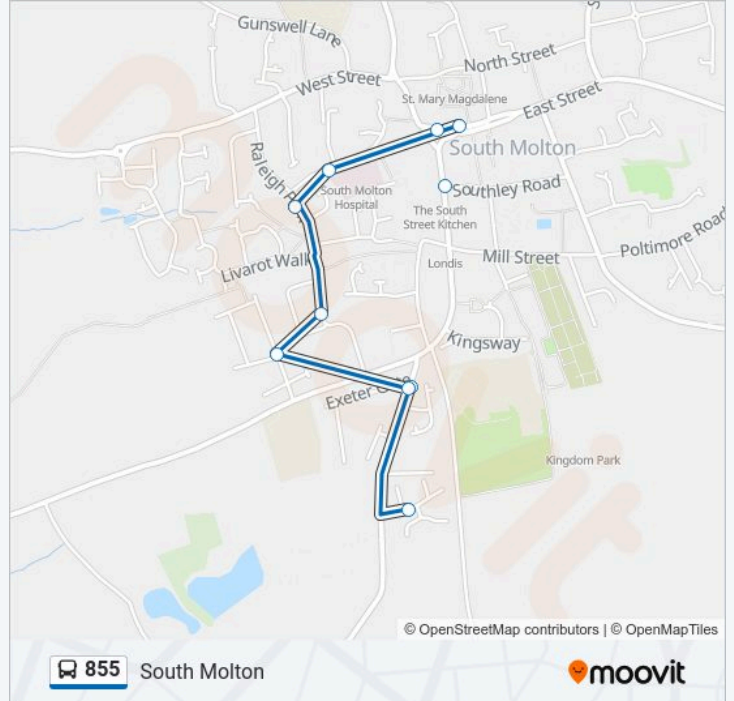 Gunswell Lane
North Street
West Street
St. Mary Magdalene
East Street
South Molton
Southley Road
South Molton
Hospital
The South
Street Kitchen
Poltimore Road
Mill Street
Livarot Walk
Londis
Kingsway
Kingdom Park
© OpenStreetMap contributors | © OpenMapTiles
855
South Molton
moovit